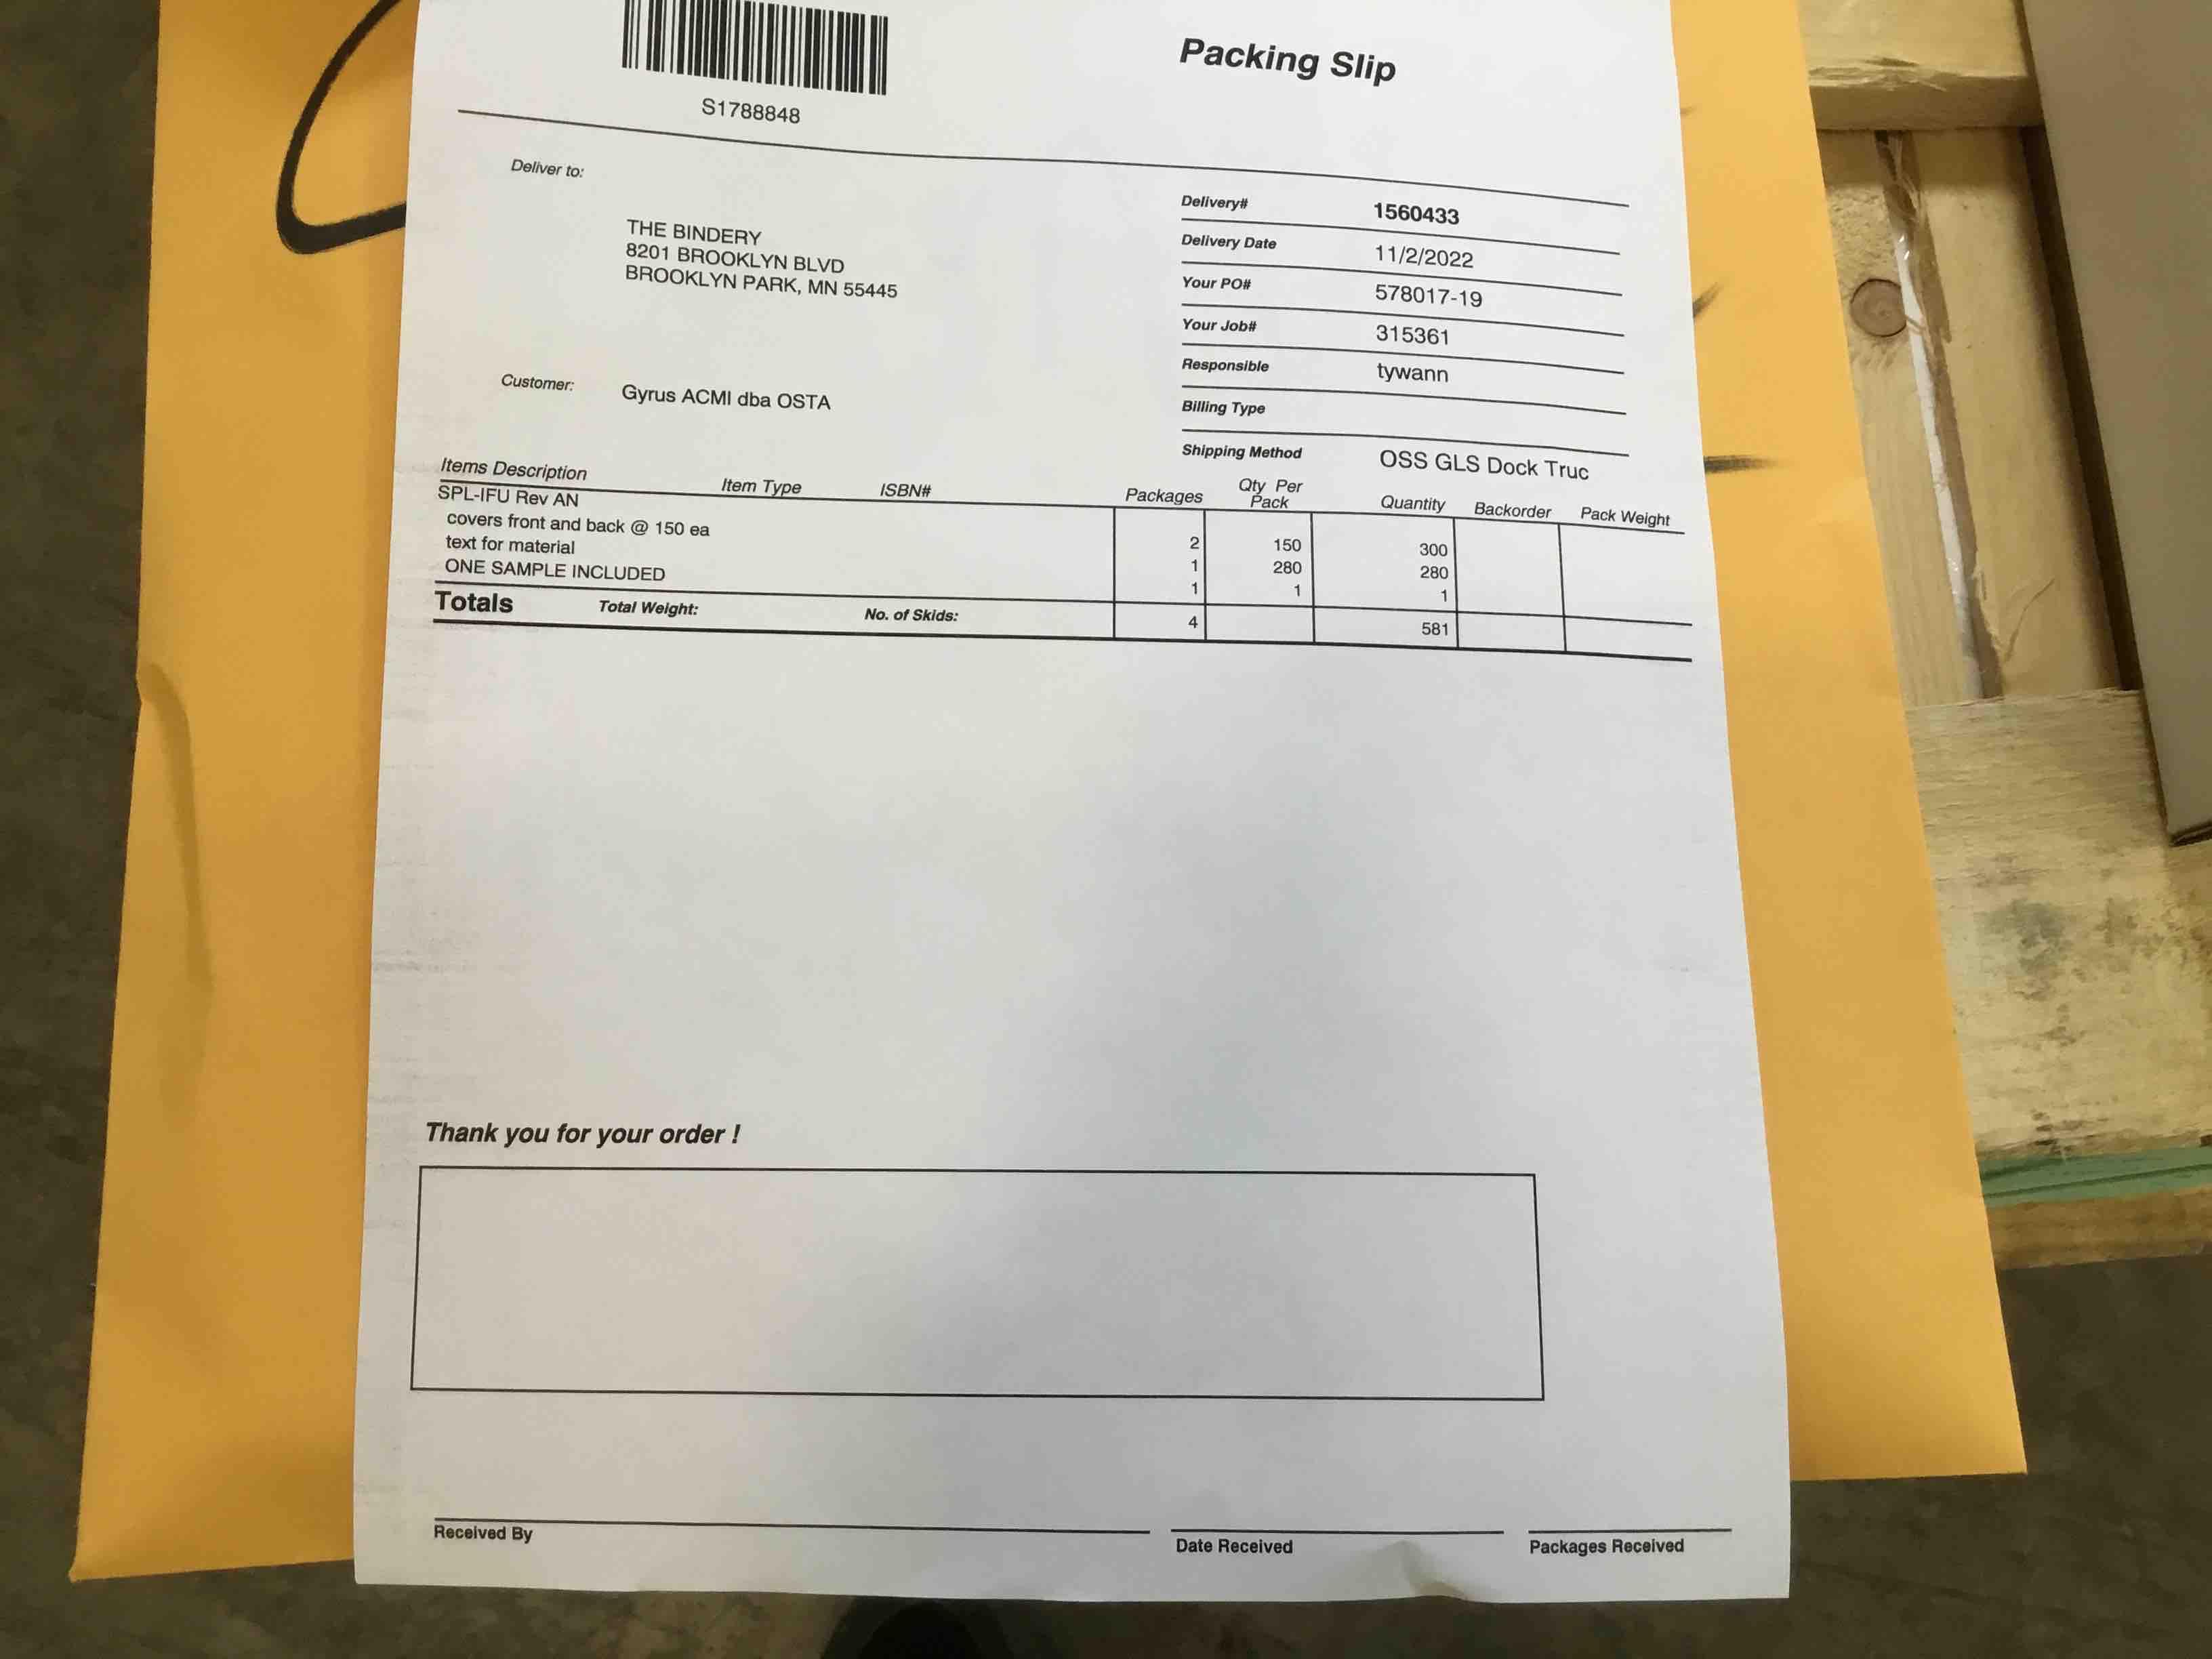 Packing Slip
S1788848
Deliver to:
THE BINDERY
8201 BROOKLYN BLVD
BROOKLYN PARK, MN 55445
Customer: Gyrus ACMI dba OSTA
Delivery# 1560433
Delivery Date 11/2/2022
Your PO# 578017-19
Your Job# 315361
Responsible tywann
Billing Type
Shipping Method OSS GLS Dock Truc
Items Description Item Type ISBN# Packages Qty Per Pack Quantity Backorder Pack Weight
SPL-IFU Rev AN
covers front and back @ 150 ea 2 150 300
text for material 1 280 280
ONE SAMPLE INCLUDED 1 1 1
Totals Total Weight: No. of Skids: 4 581
Thank you for your order !
Received By Date Received Packages Received